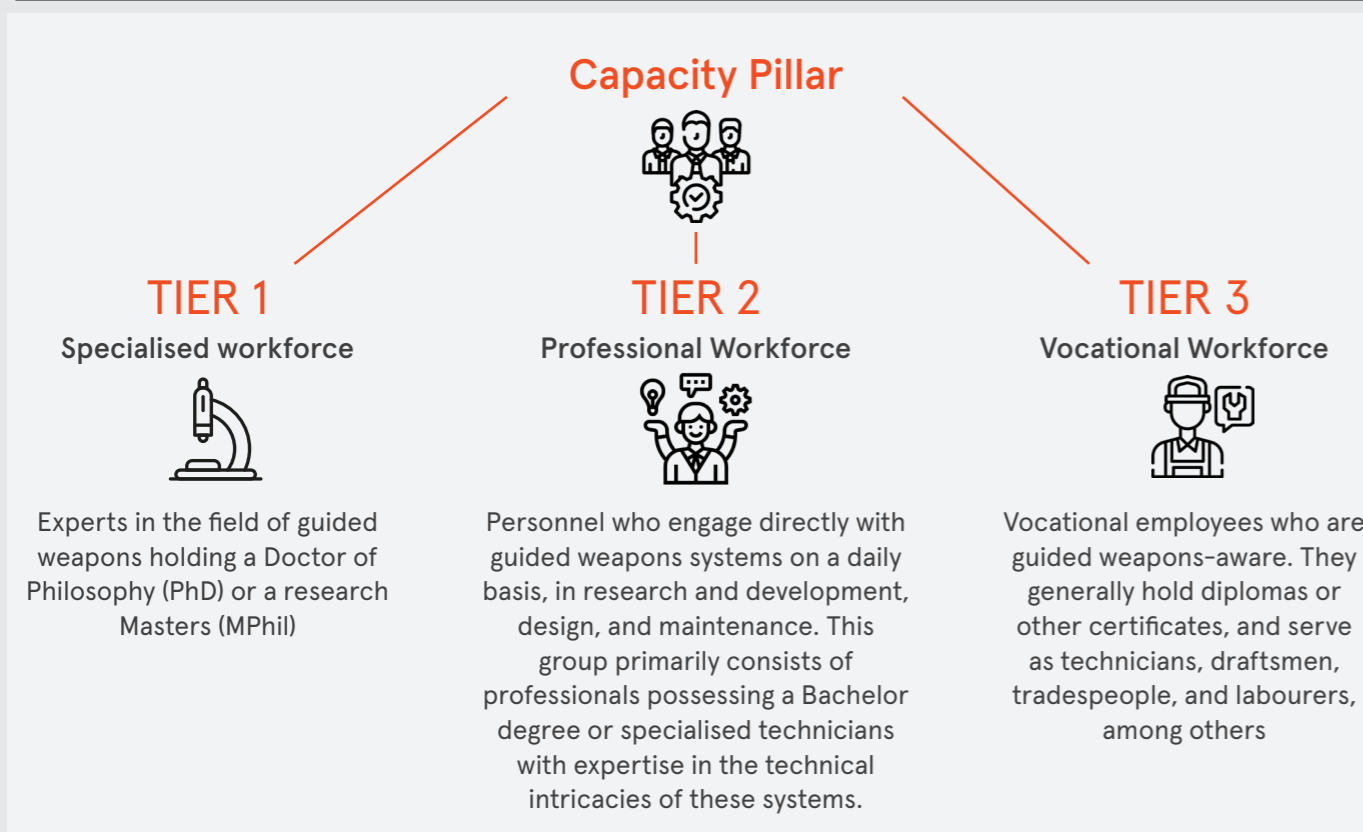 Capacity Pillar
TIER 1
Specialised workforce
Experts in the field of guided
weapons holding a Doctor of
Philosophy (PhD) or a research
Masters (MPhil)
TIER 2
Professional Workforce
Personnel who engage directly with
guided weapons systems on a daily
basis, in research and development,
design, and maintenance. This
group primarily consists of
professionals possessing a Bachelor
degree or specialised technicians
with expertise in the technical
intricacies of these systems.
TIER 3
Vocational Workforce
Vocational employees who are
guided weapons-aware. They
generally hold diplomas or
other certificates, and serve
as technicians, draftsmen,
tradespeople, and labourers,
among others